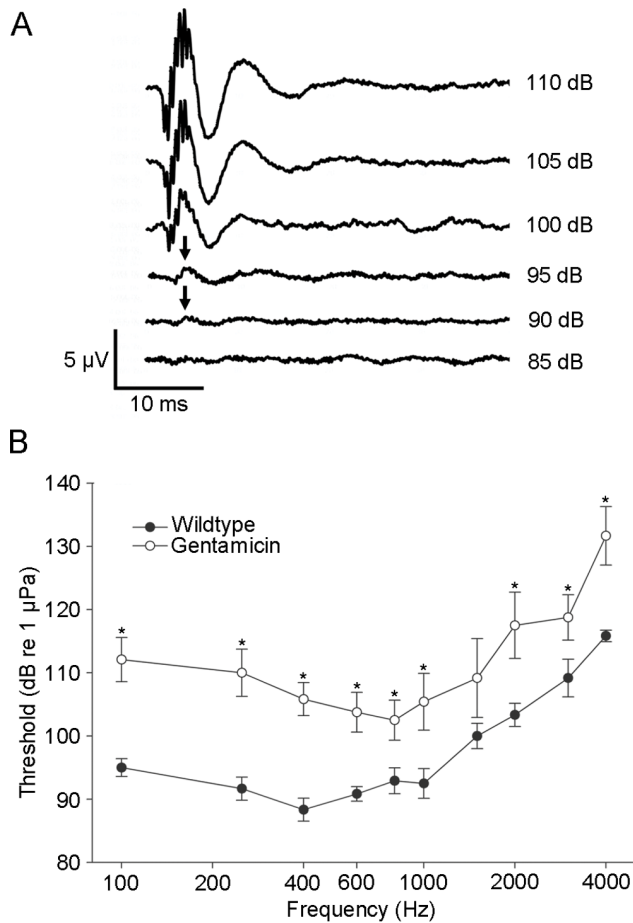 A
110 dB
105 dB
100 dB
95 dB
90 dB
85 dB
5 µV
10 ms
B
140
130
120
110
100
90
80
Threshold (dB re 1 µPa)
Wildtype
Gentamicin
*
*
*
*
*
*
*
*
*
100 200 400 600 1000 2000 4000
Frequency (Hz)